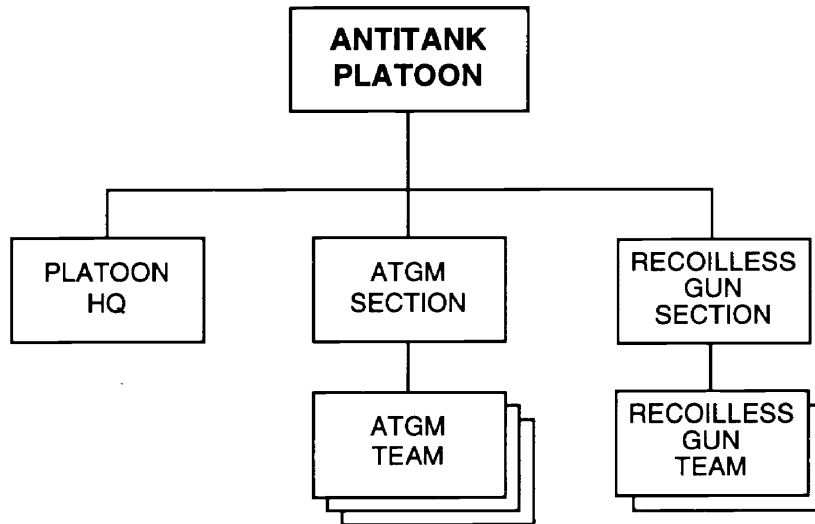 ANTITANK
PLATOON
PLATOON
HQ
ATGM
SECTION
RECOILLESS
GUN
SECTION
ATGM
TEAM
RECOILLESS
GUN
TEAM